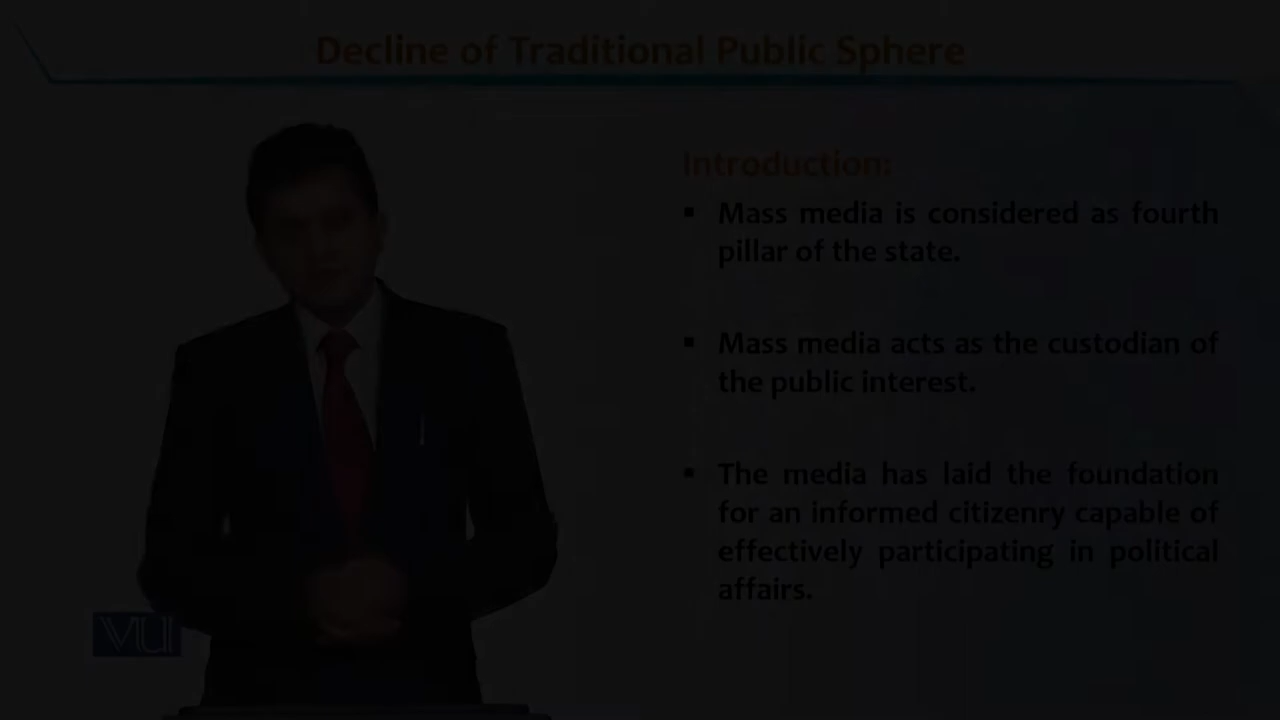 Decline of Traditional Public Sphere
Introduction:
▪ Mass media is considered as fourth
pillar of the state.
▪ Mass media acts as the custodian of
the public interest.
▪ The media has laid the foundation
for an informed citizenry capable of
effectively participating in political
affairs.
VU